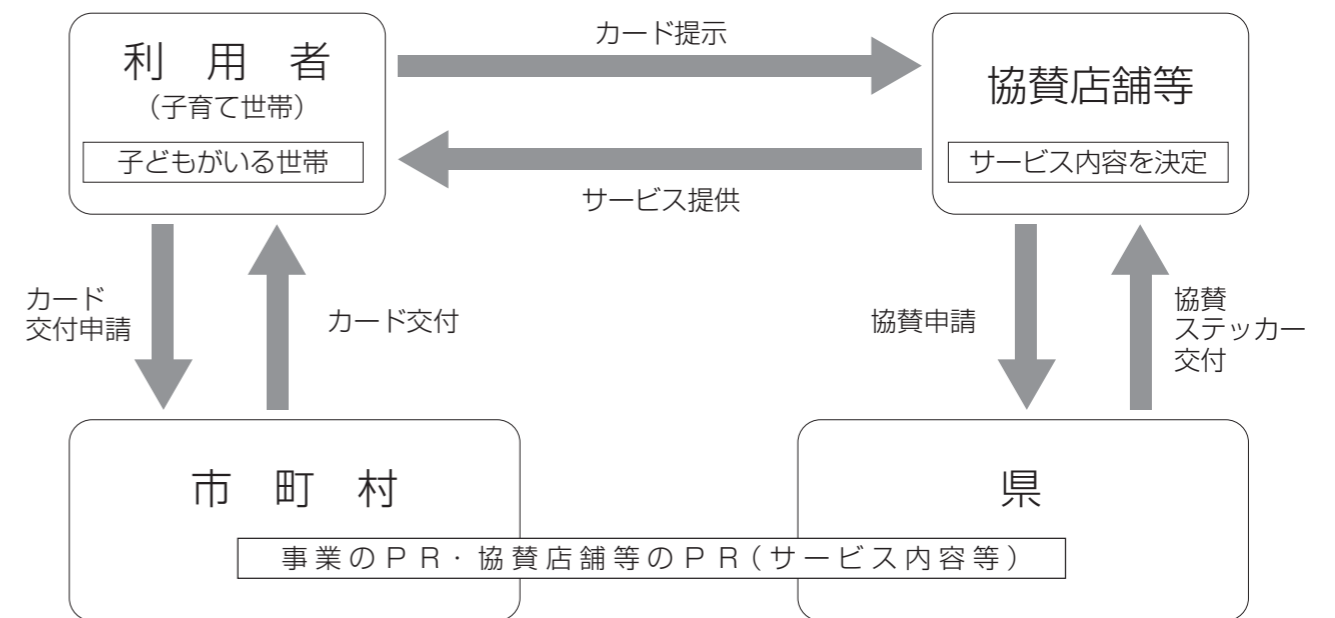 利用者
（子育て世帯）
子どもがいる世帯
カード提示
サービス提供
協賛店舗等
サービス内容を決定
カード
交付申請
カード交付
協賛申請
協賛
ステッカー
交付
市町村
県
事業のＰＲ・協賛店舗等のＰＲ（サービス内容等）